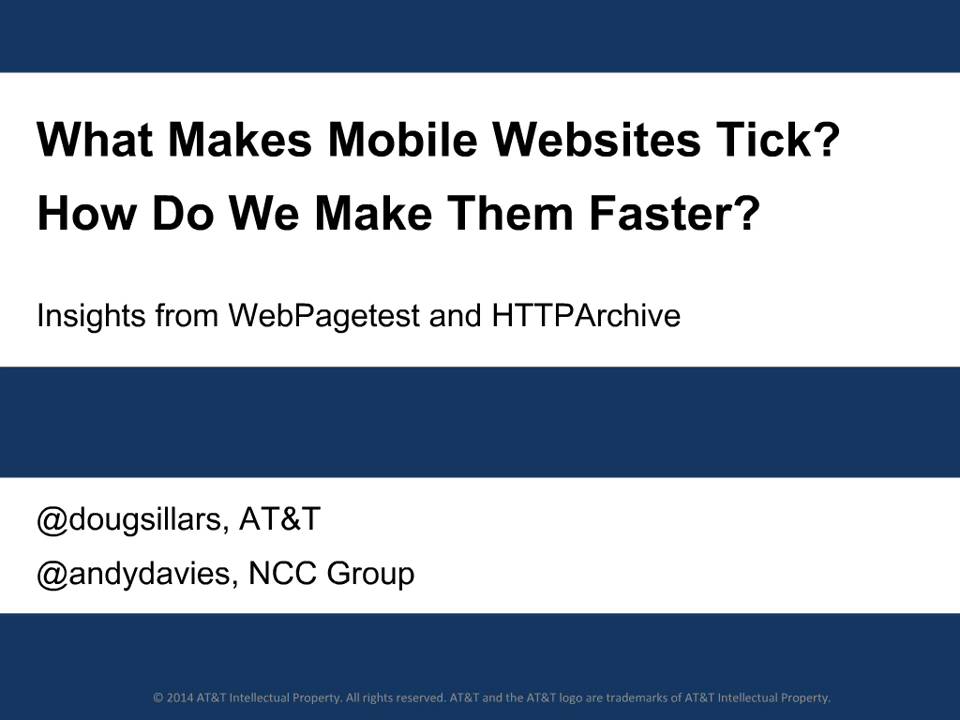 What Makes Mobile Websites Tick?
How Do We Make Them Faster?
Insights from WebPagetest and HTTPArchive
@dougsillars, AT&T
@andydavies, NCC Group
© 2014 AT&T Intellectual Property. All rights reserved. AT&T and the AT&T logo are trademarks of AT&T Intellectual Property.